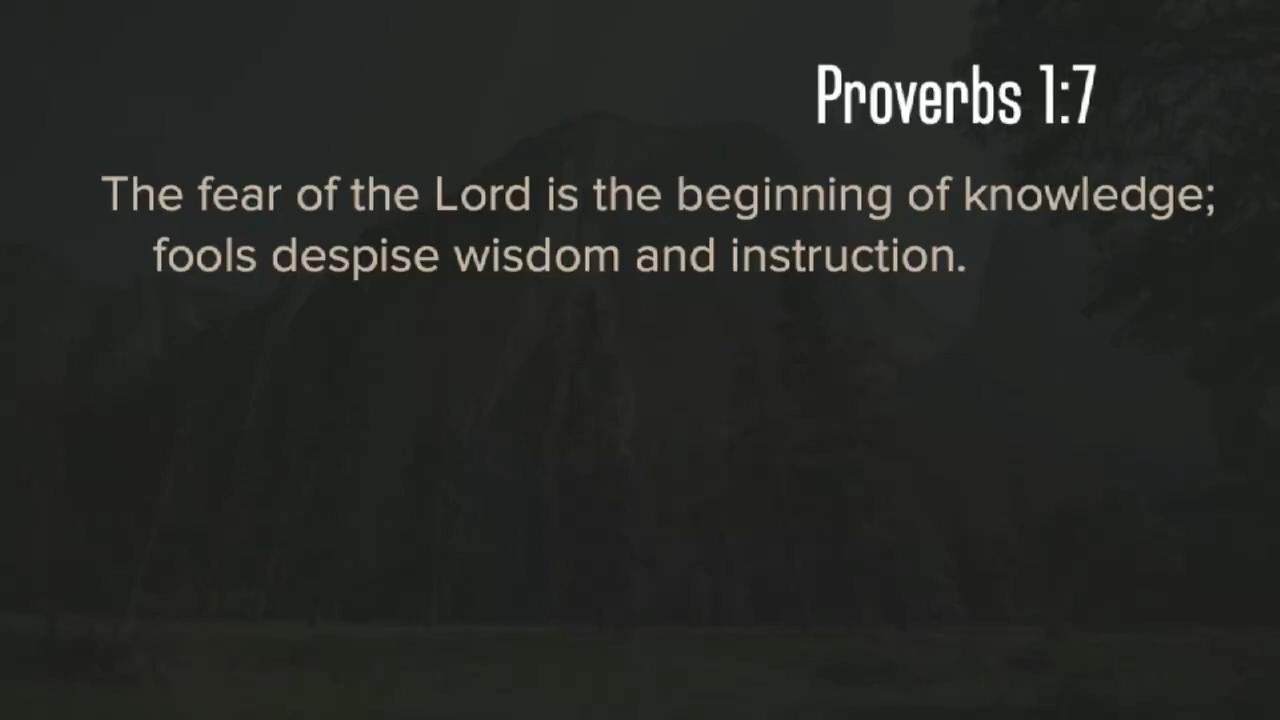 Proverbs 1:7
The fear of the Lord is the beginning of knowledge;
fools despise wisdom and instruction.